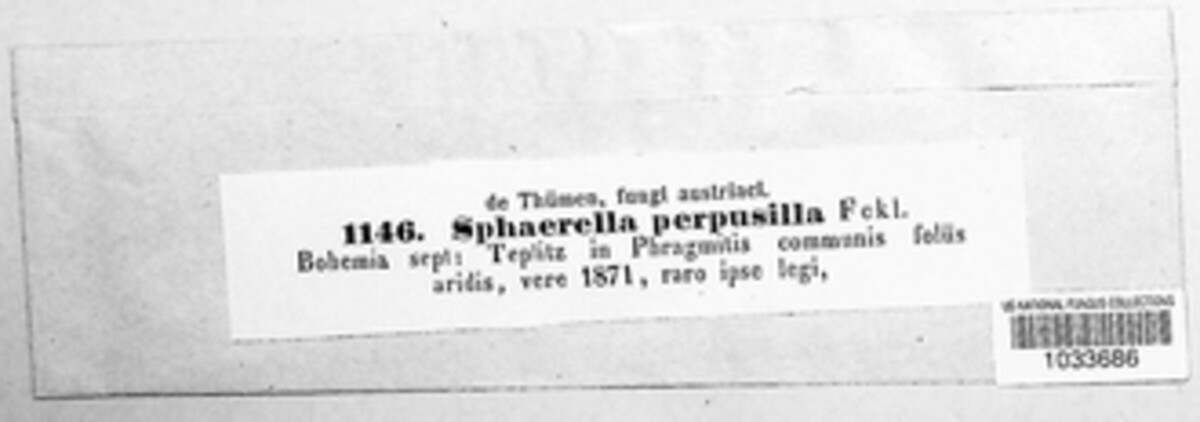 de Thümen, fungi austriaci.
1146. Sphaerella perpusilla Fckl.
Bohemia sept: Teplitz in Phragmitis communis foliis
aridis, vere 1871, raro ipse legi,
US NATIONAL FUNGUS COLLECTIONS
1033686